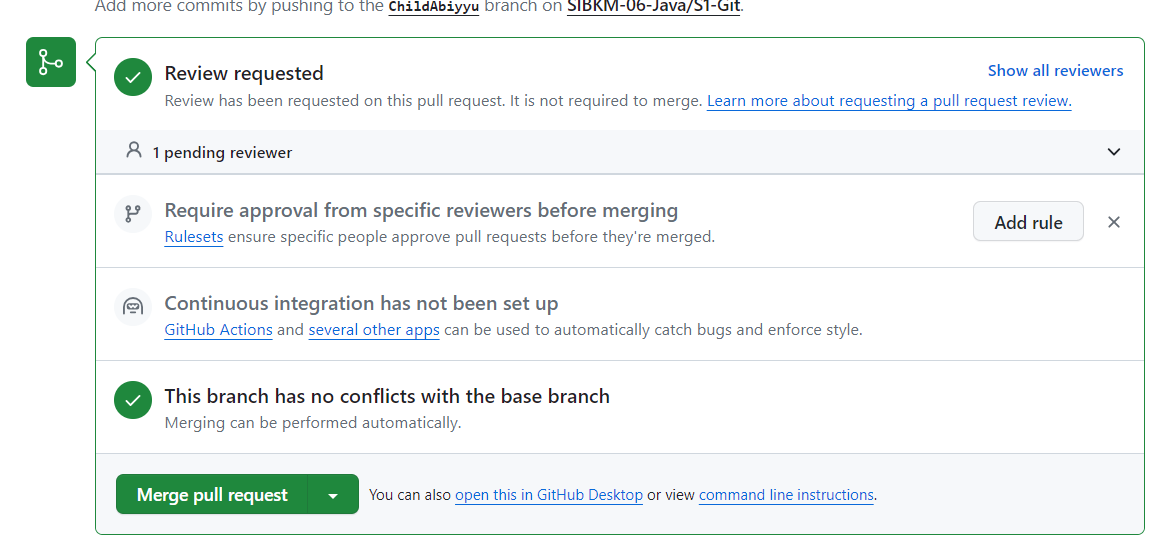 Add more commits by pushing to the ChildAbiyyu branch on SIBKM-06-Java/S1-Git.
Review requested
Show all reviewers
Review has been requested on this pull request. It is not required to merge. Learn more about requesting a pull request review.
1 pending reviewer
Require approval from specific reviewers before merging
Rulesets ensure specific people approve pull requests before they're merged.
Add rule
Continuous integration has not been set up
GitHub Actions and several other apps can be used to automatically catch bugs and enforce style.
This branch has no conflicts with the base branch
Merging can be performed automatically.
Merge pull request
You can also open this in GitHub Desktop or view command line instructions.